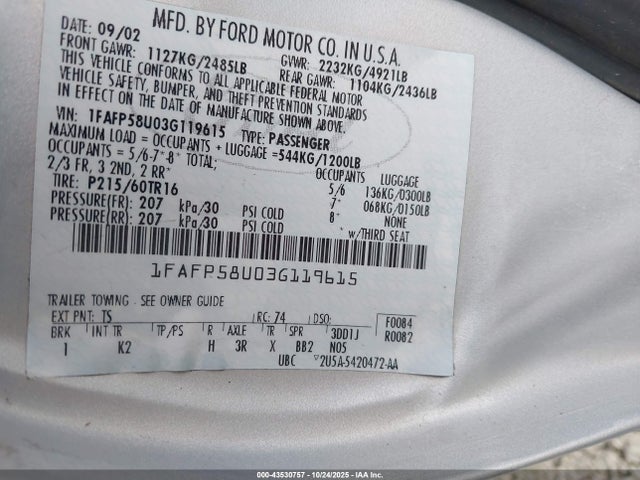 MFD. BY FORD MOTOR CO. IN U.S.A.
DATE: 09/02 GVWR: 2232KG/4921LB
FRONT GAWR: 1127KG/2485LB REAR GAWR: 1104KG/2436LB
THIS VEHICLE CONFORMS TO ALL APPLICABLE FEDERAL MOTOR
VEHICLE SAFETY, BUMPER, AND THEFT PREVENTION STANDARDS
IN EFFECT ON THE DATE OF MANUFACTURE SHOWN ABOVE.
VIN: 1FAFP58U03G119615 TYPE: PASSENGER
MAXIMUM LOAD = OCCUPANTS + LUGGAGE = 544KG/1200LB
OCCUPANTS = 5/6-7*-8* TOTAL; OCCUPANTS LUGGAGE
2/3 FR, 3 2ND, 2 RR* 5/6 136KG/0300LB
TIRE: P215/60TR16 7* 068KG/0150LB
PRESSURE(FR) 207 kPa/30 PSI COLD 8* NONE
PRESSURE(RR) 207 kPa/30 PSI COLD * W/THIRD SEAT
1FAFP58U03G119615
TRAILER TOWING - SEE OWNER GUIDE
EXT PNT: TS RC: 74 DSO: F0084
BRK INT TR TP/PS R AXLE TR SPR 3DD1J R0082
1 K2 H 3R X BB2 N05
UBC ▽2U5A-5420472-AA
000-43530757 - 10/24/2025 - IAAI.COM